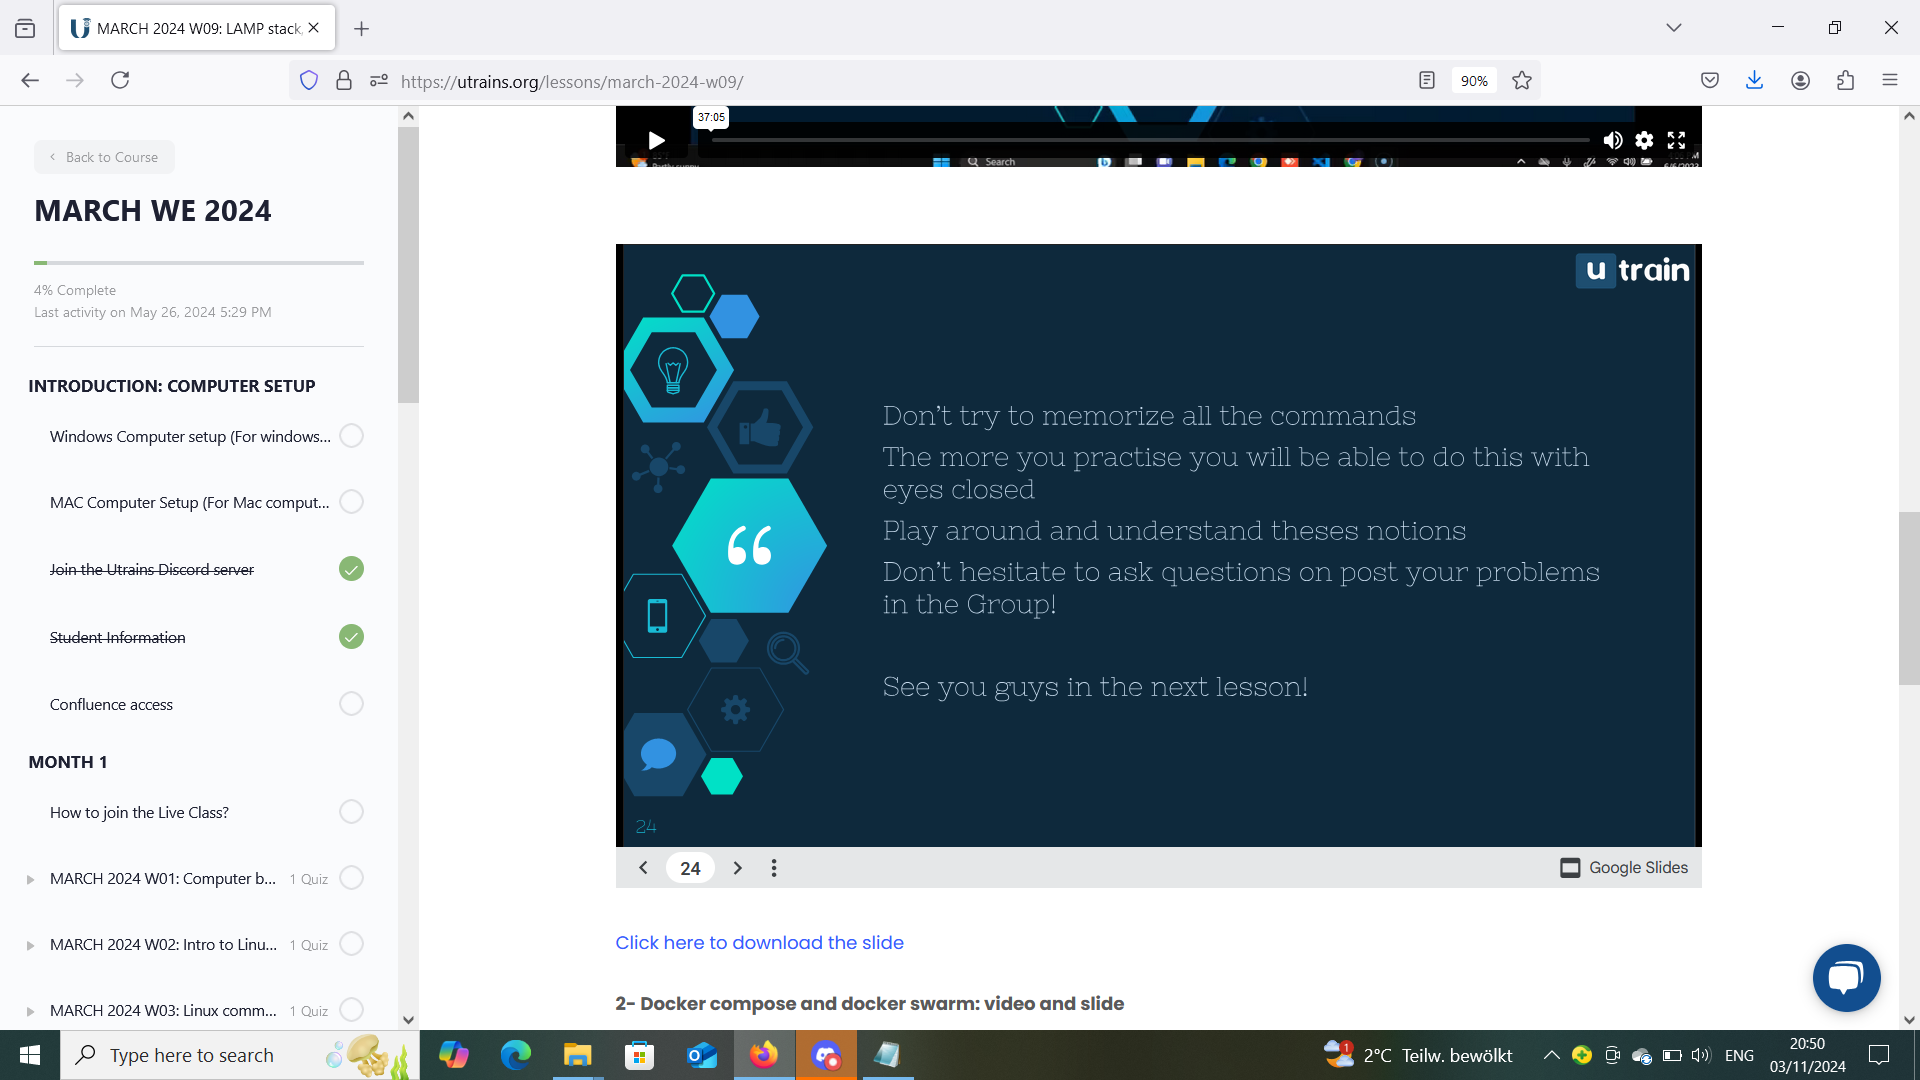 MARCH 2024 W09: LAMP stack,
https://utrains.org/lessons/march-2024-w09/
90%
Back to Course
MARCH WE 2024
4% Complete
Last activity on May 26, 2024 5:29 PM
INTRODUCTION: COMPUTER SETUP
Windows Computer setup (For windows...
MAC Computer Setup (For Mac comput...
Join the Utrains Discord server
Student Information
Confluence access
MONTH 1
How to join the Live Class?
MARCH 2024 W01: Computer b... 1 Quiz
MARCH 2024 W02: Intro to Linu... 1 Quiz
MARCH 2024 W03: Linux comm... 1 Quiz
37:05
Search
u train
Don't try to memorize all the commands
The more you practise you will be able to do this with
eyes closed
Play around and understand theses notions
Don't hesitate to ask questions on post your problems
in the Group!
See you guys in the next lesson!
24
24
Google Slides
Click here to download the slide
2- Docker compose and docker swarm: video and slide
Type here to search
1
2°C Teilw. bewölkt
ENG
20:50
03/11/2024